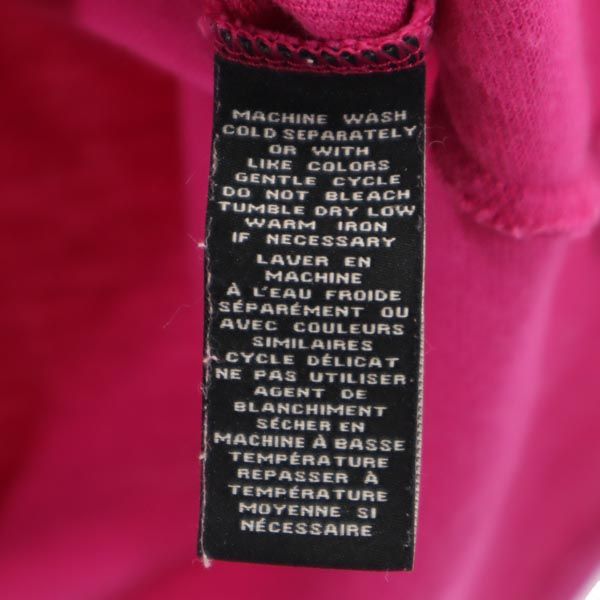 MACHINE WASH
COLD SEPARATELY
OR WITH
LIKE COLORS
GENTLE CYCLE
DO NOT BLEACH
TUMBLE DRY LOW
WARM IRON
IF NECESSARY
LAVER EN
MACHINE
À L'EAU FROIDE
SÉPARÉMENT OU
AVEC COULEURS
SIMILAIRES
CYCLE DÉLICAT
NE PAS UTILISER
AGENT DE
BLANCHIMENT
SÉCHER EN
MACHINE À BASSE
TEMPÉRATURE
REPASSER À
TEMPÉRATURE
MOYENNE SI
NÉCESSAIRE